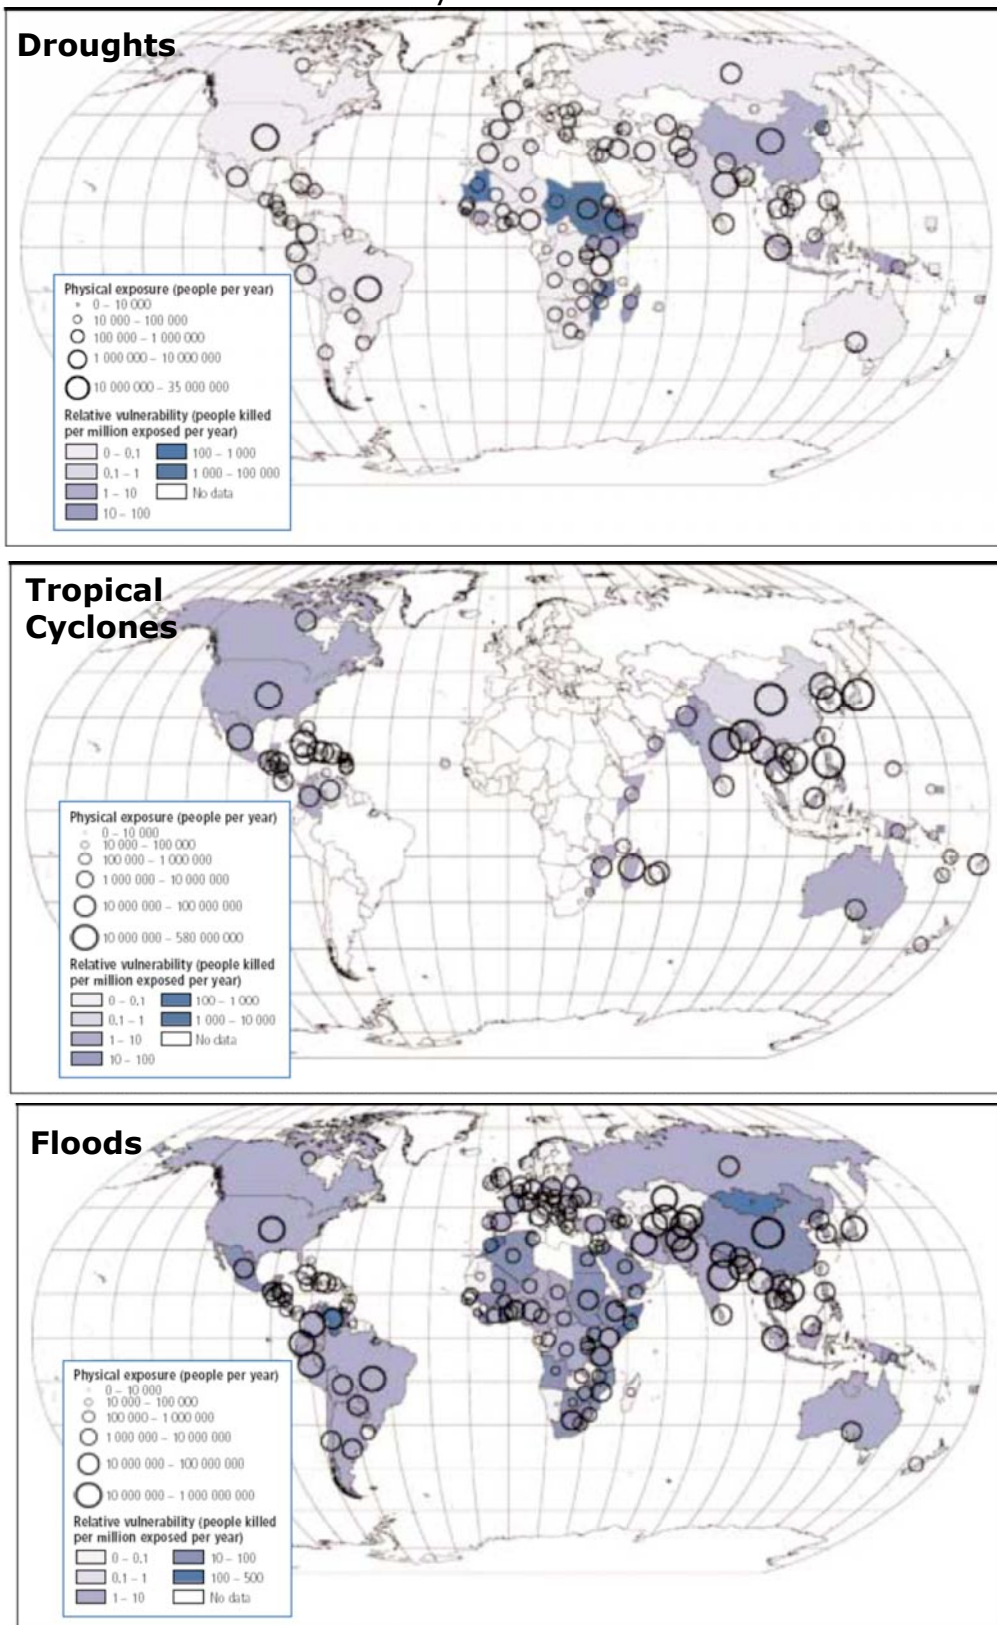 Droughts
Physical exposure (people per year)
0 – 10 000
10 000 – 100 000
100 000 – 1 000 000
1 000 000 – 10 000 000
10 000 000 – 35 000 000
Relative vulnerability (people killed
per million exposed per year)
0 – 0.1
100 – 1 000
0.1 – 1
1 000 – 100 000
1 – 10
No data
10 – 100
Tropical
Cyclones
Physical exposure (people per year)
0 – 10 000
10 000 – 100 000
100 000 – 1 000 000
1 000 000 – 10 000 000
10 000 000 – 100 000 000
10 000 000 – 580 000 000
Relative vulnerability (people killed
per million exposed per year)
0 – 0.1
100 – 1 000
0.1 – 1
1 000 – 10 000
1 – 10
No data
10 – 100
Floods
Physical exposure (people per year)
0 – 10 000
10 000 – 100 000
100 000 – 1 000 000
1 000 000 – 10 000 000
10 000 000 – 100 000 000
10 000 000 – 1 000 000 000
Relative vulnerability (people killed
per million exposed per year)
0 – 0.1
10 – 100
0.1 – 1
100 – 500
1 – 10
No data